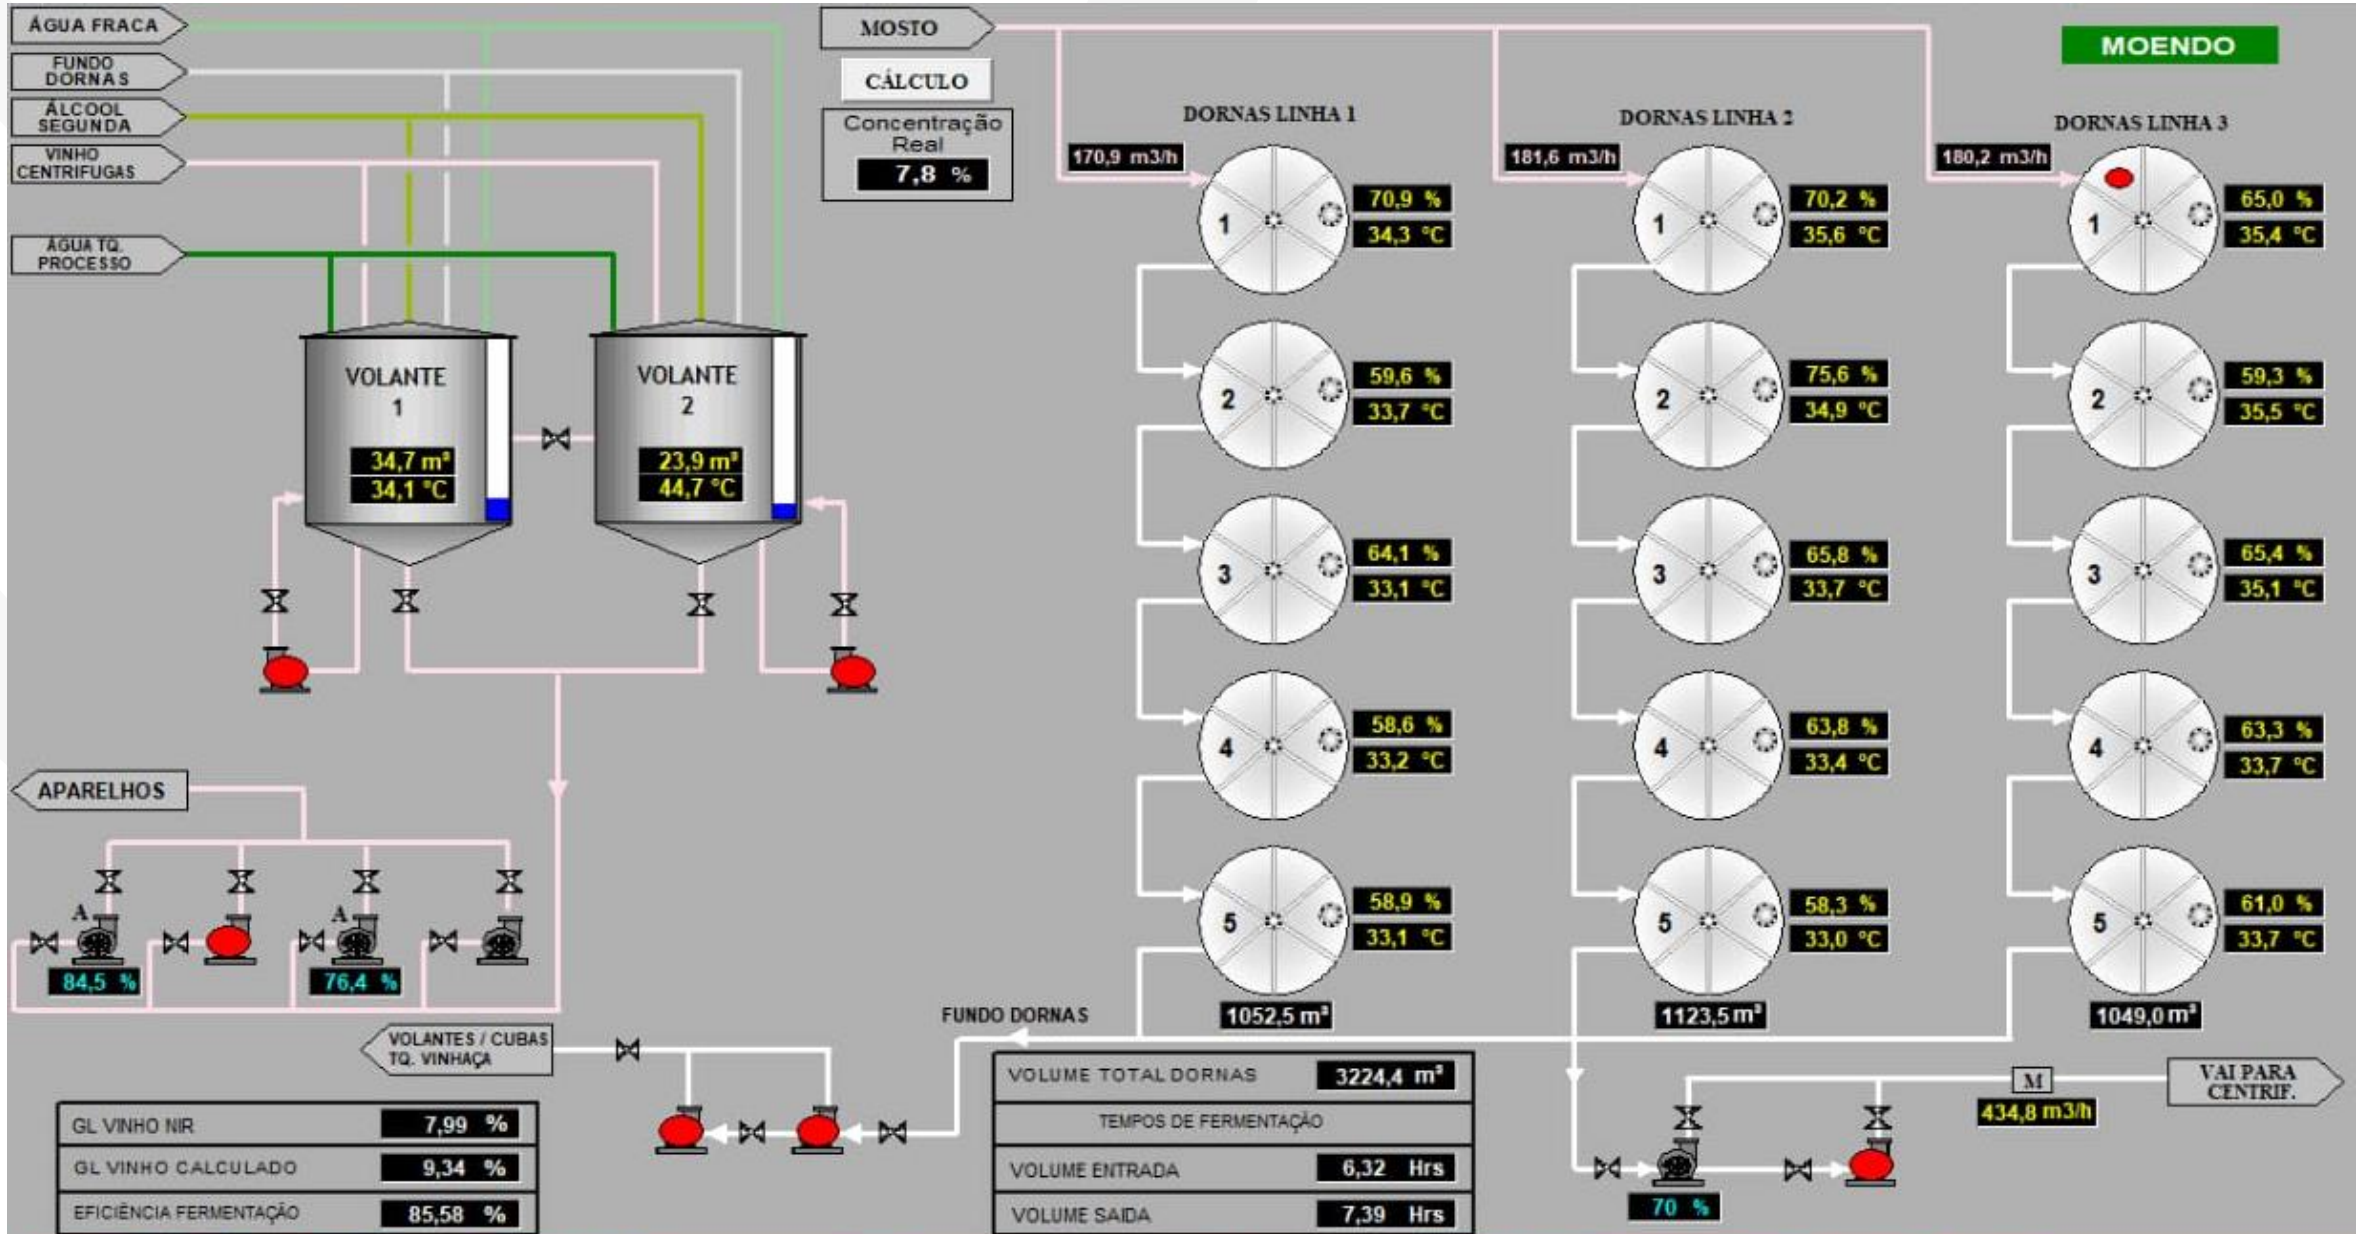 ÁGUA FRACA
FUNDO
DORNAS
ÁLCOOL
SEGUNDA
VINHO
CENTRIFUGAS
ÁGUA TQ.
PROCESSO
MOSTO
CÁLCULO
Concentração
Real
7,8 %
MOENDO
VOLANTE
1
34,7 m³
34,1 °C
VOLANTE
2
23,9 m³
44,7 °C
DORNAS LINHA 1
170,9 m3/h
1
70,9 %
34,3 °C
2
59,6 %
33,7 °C
3
64,1 %
33,1 °C
4
58,6 %
33,2 °C
5
58,9 %
33,1 °C
1052,5 m³
DORNAS LINHA 2
181,6 m3/h
1
70,2 %
35,6 °C
2
75,6 %
34,9 °C
3
65,8 %
33,7 °C
4
63,8 %
33,4 °C
5
58,3 %
33,0 °C
1123,5 m³
DORNAS LINHA 3
180,2 m3/h
1
65,0 %
35,4 °C
2
59,3 %
35,5 °C
3
65,4 %
35,1 °C
4
63,3 %
33,7 °C
5
61,0 %
33,7 °C
1049,0 m³
APARELHOS
A
84,5 %
A
76,4 %
FUNDO DORNAS
VOLANTES / CUBAS
TQ. VINHAÇA
GL VINHO NIR 7,99 %
GL VINHO CALCULADO 9,34 %
EFICIÊNCIA FERMENTAÇÃO 85,58 %
VOLUME TOTAL DORNAS 3224,4 m³
TEMPOS DE FERMENTAÇÃO
VOLUME ENTRADA 6,32 Hrs
VOLUME SAIDA 7,39 Hrs
M
434,8 m3/h
VAI PARA
CENTRIF.
70 %